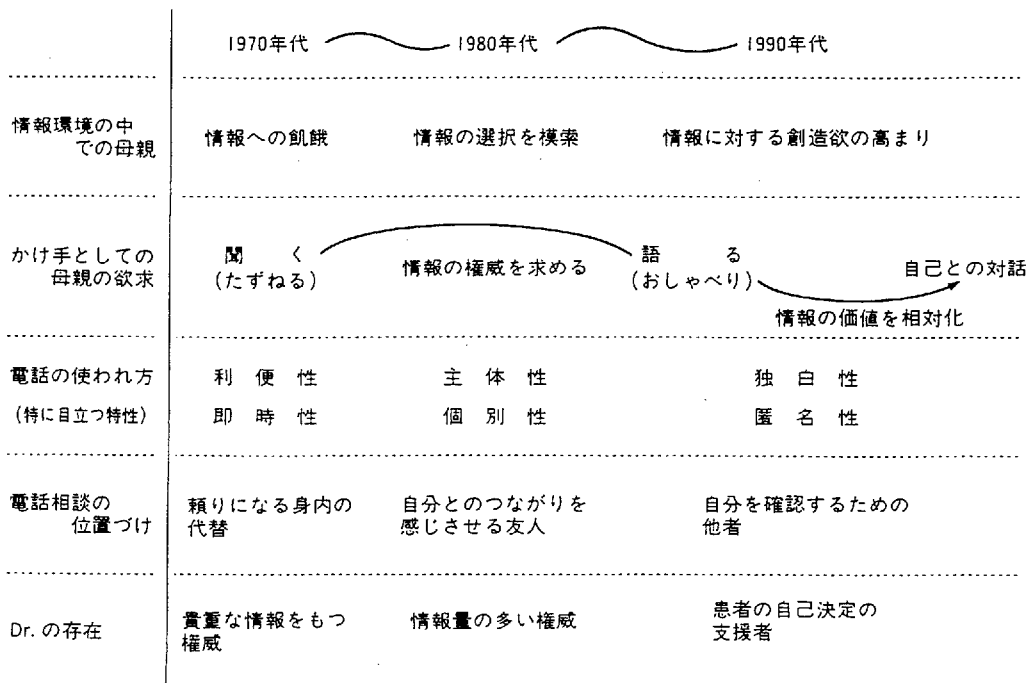 1970年代 1980年代 1990年代
情報環境の中
での母親
情報への飢餓 情報の選択を模索 情報に対する創造欲の高まり
かけ手としての
母親の欲求
聞く
(たずねる)
情報の権威を求める
語る
(おしゃべり)
自己との対話
情報の価値を相対化
電話の使われ方 利便性 主体性 独白性
(特に目立つ特性) 即時性 個別性 匿名性
電話相談の
位置づけ
頼りになる身内の
代替
自分とのつながりを
感じさせる友人
自分を確認するための
他者
Dr. の存在
貴重な情報をもつ
権威
情報量の多い権威
患者の自己決定の
支援者